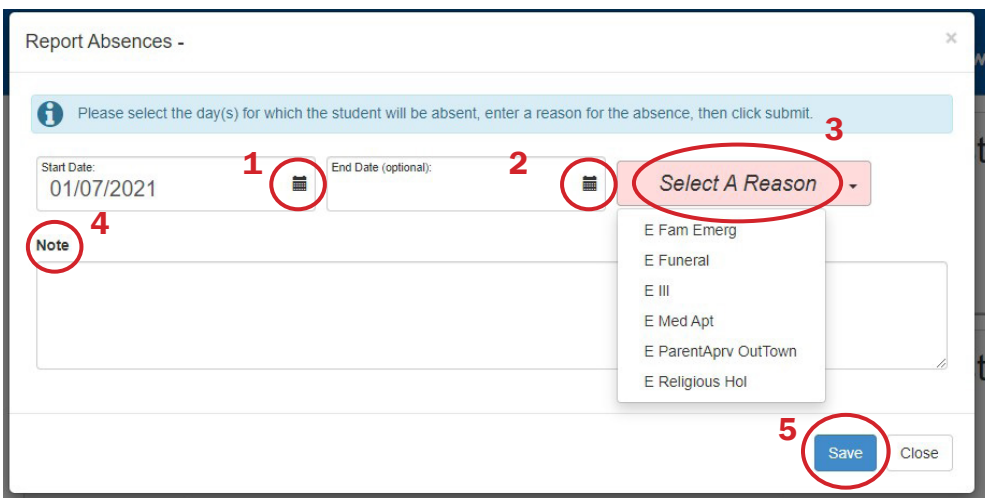 Report Absences -
×
Please select the day(s) for which the student will be absent, enter a reason for the absence, then click submit.
3
Start Date:
01/07/2021
1
End Date (optional):
2
Select A Reason
4
Note
E Fam Emerg
E Funeral
E Ill
E Med Apt
E ParentAprv OutTown
E Religious Hol
5
Save
Close